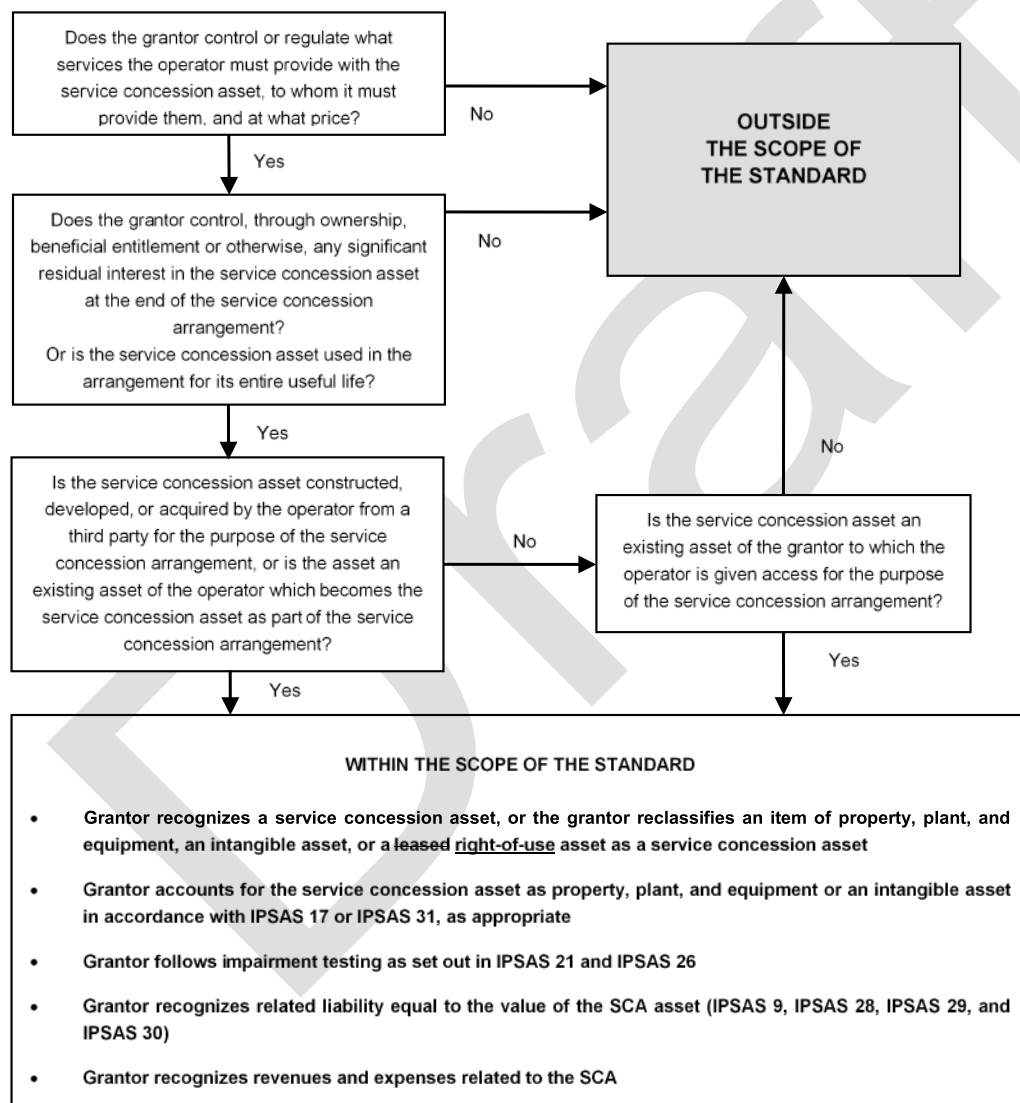 Does the grantor control or regulate what
services the operator must provide with the
service concession asset, to whom it must
provide them, and at what price?
No
Yes
OUTSIDE
THE SCOPE OF
THE STANDARD
Does the grantor control, through ownership,
beneficial entitlement or otherwise, any significant
residual interest in the service concession asset
at the end of the service concession
arrangement?
Or is the service concession asset used in the
arrangement for its entire useful life?
No
Yes
Is the service concession asset constructed,
developed, or acquired by the operator from a
third party for the purpose of the service
concession arrangement, or is the asset an
existing asset of the operator which becomes the
service concession asset as part of the service
concession arrangement?
No
Yes
No
Is the service concession asset an
existing asset of the grantor to which the
operator is given access for the purpose
of the service concession arrangement?
Yes
WITHIN THE SCOPE OF THE STANDARD
• Grantor recognizes a service concession asset, or the grantor reclassifies an item of property, plant, and
equipment, an intangible asset, or a leased right-of-use asset as a service concession asset
• Grantor accounts for the service concession asset as property, plant, and equipment or an intangible asset
in accordance with IPSAS 17 or IPSAS 31, as appropriate
• Grantor follows impairment testing as set out in IPSAS 21 and IPSAS 26
• Grantor recognizes related liability equal to the value of the SCA asset (IPSAS 9, IPSAS 28, IPSAS 29, and
IPSAS 30)
• Grantor recognizes revenues and expenses related to the SCA
Draft